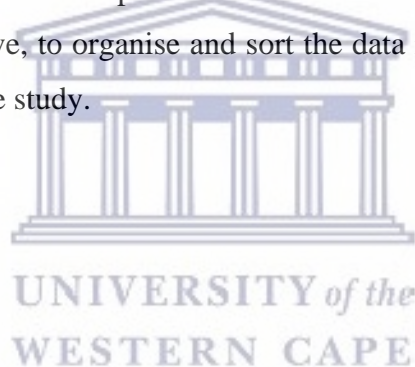 ve, to organise and sort the data
e study.
UNIVERSITY of the
WESTERN CAPE